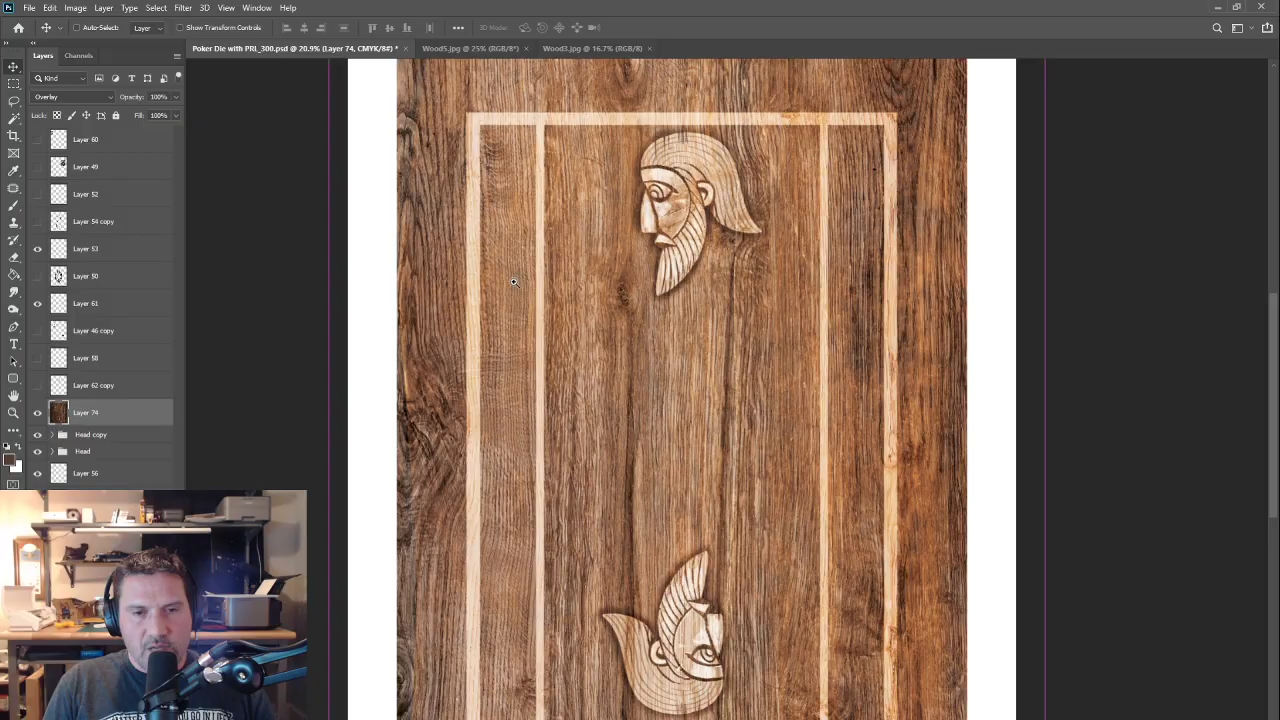 Ps File Edit Image Layer Type Select Filter 3D View Window Help
Auto-Select: Layer Show Transform Controls 3D Mode:
Poker Die with PRL_300.psd @ 20.9% (Layer 74, CMYK/8#) * Wood5.jpg @ 25% (RGB/8*) Wood3.jpg @ 16.7% (RGB/8)
Layers Channels
Kind
Overlay Opacity: 100%
Lock: Fill: 100%
Layer 60
Layer 49
Layer 52
Layer 54 copy
Layer 53
Layer 50
Layer 61
Layer 46 copy
Layer 58
Layer 62 copy
Layer 74
Head copy
Head
Layer 56